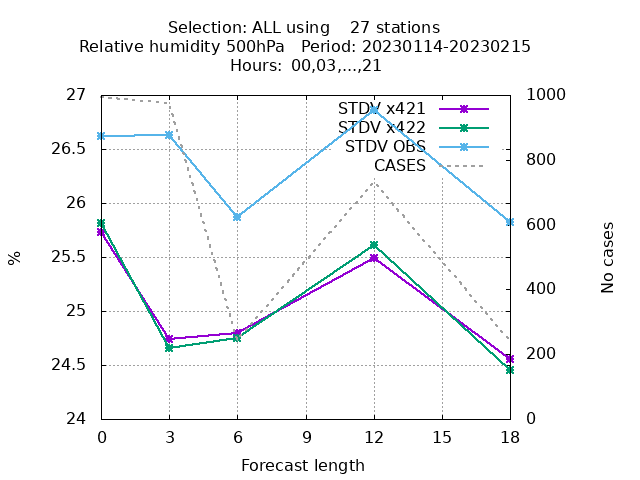 Selection: ALL using    27 stations
Relative humidity 500hPa   Period: 20230114-20230215
Hours: 00,03,...,21
STDV x421
STDV x422
STDV OBS
CASES
27
26.5
26
25.5
25
24.5
24
%
1000
800
600
400
200
0
No cases
0 3 6 9 12 15 18
Forecast length